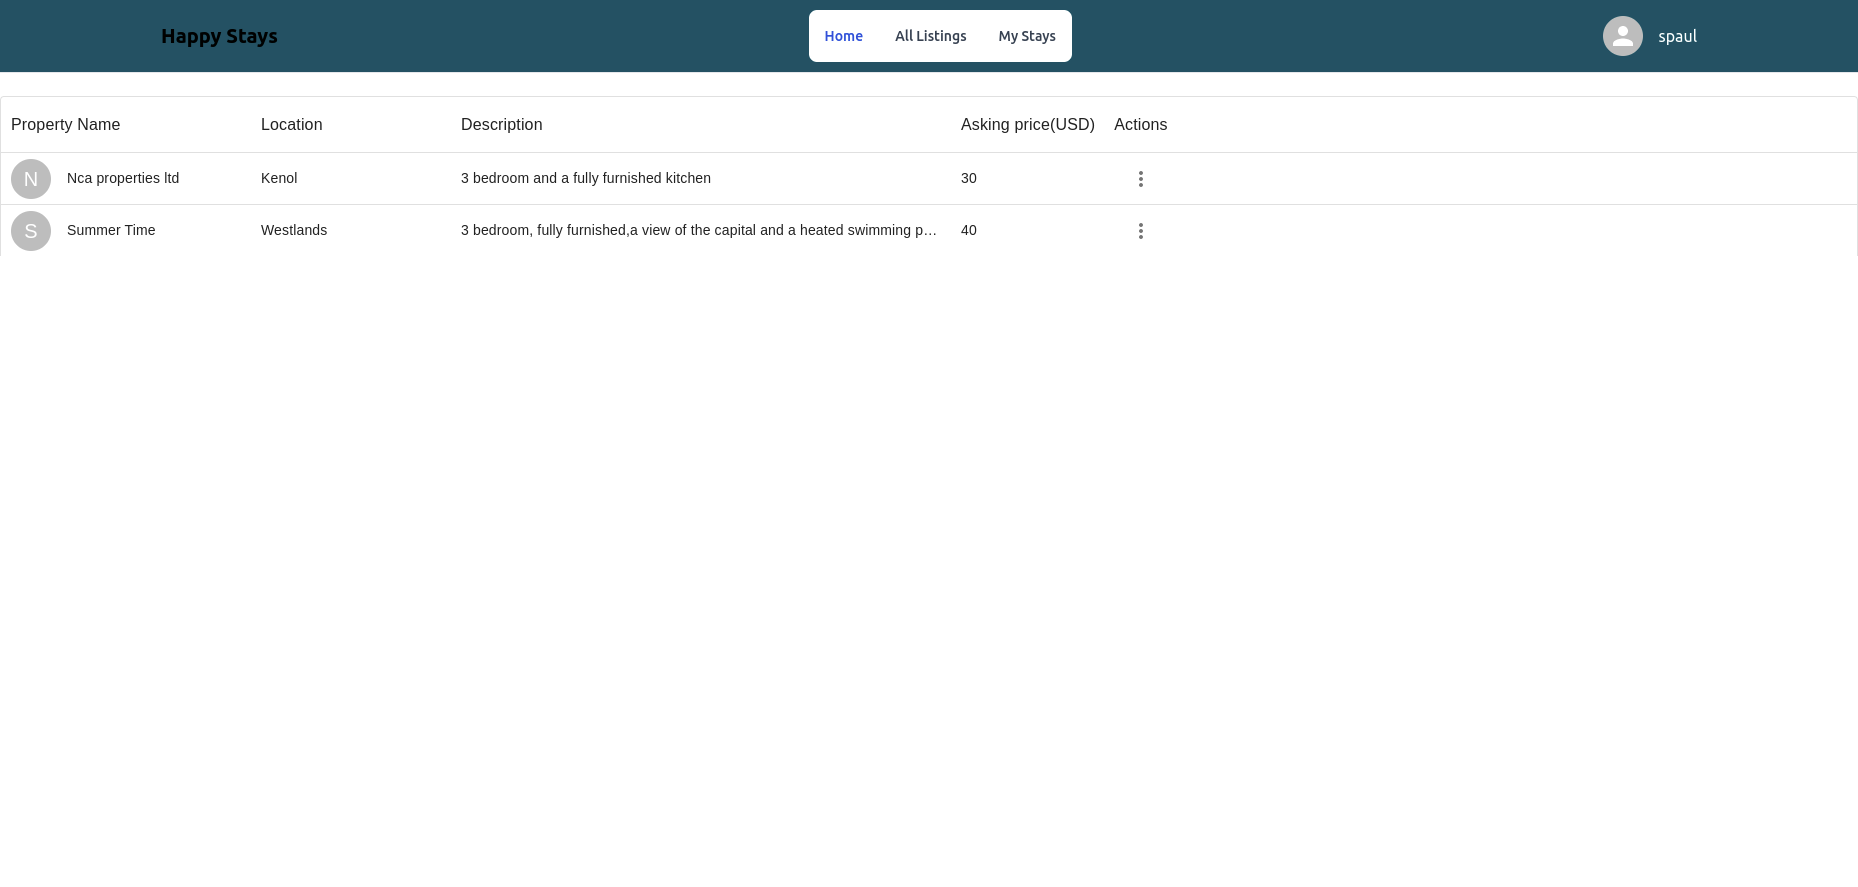 Happy Stays Home All Listings My Stays spaul
Property Name Location Description Asking price(USD) Actions
N Nca properties ltd Kenol 3 bedroom and a fully furnished kitchen 30
S Summer Time Westlands 3 bedroom, fully furnished,a view of the capital and a heated swimming p… 40